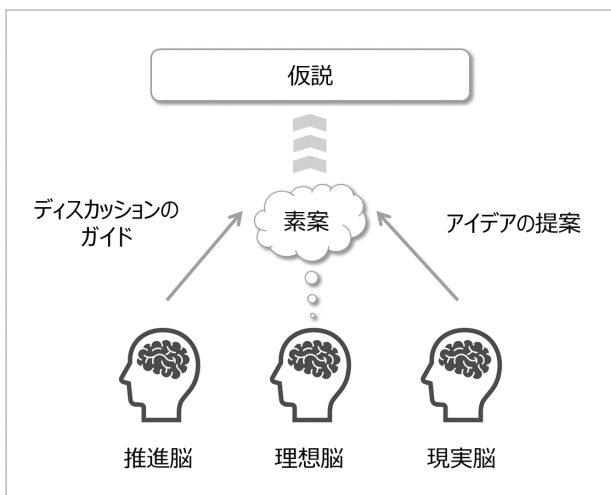 仮説
ディスカッションの
ガイド
素案
アイデアの提案
推進脳
理想脳
現実脳